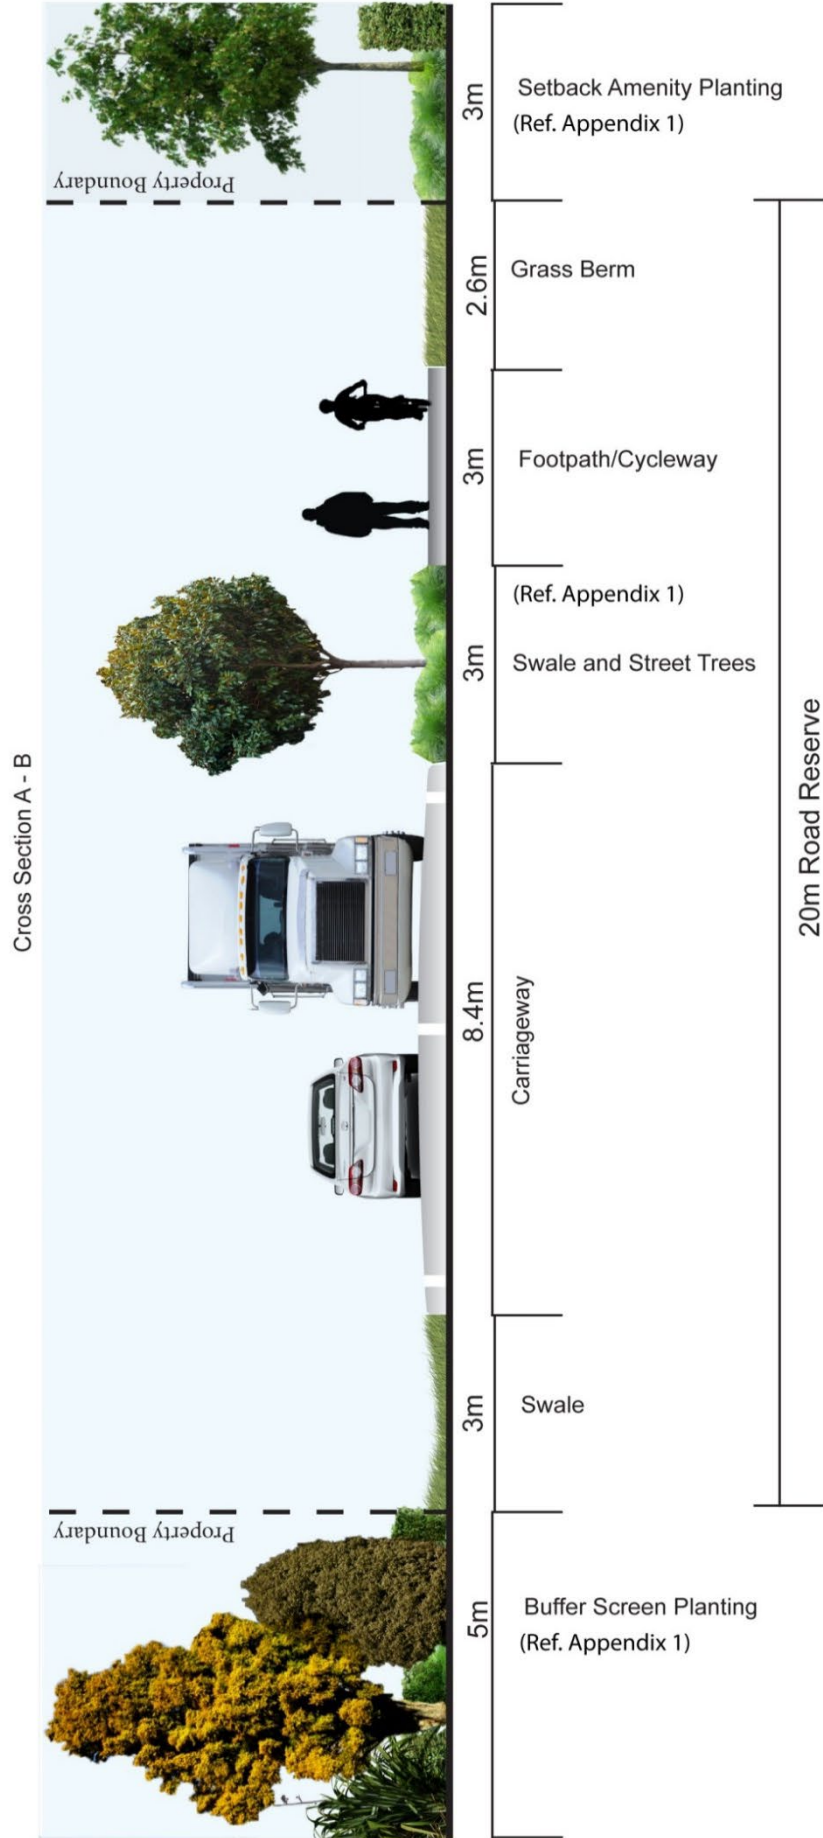 Cross Section A - B
Property Boundary
3m
Setback Amenity Planting
(Ref. Appendix 1)
2.6m
Grass Berm
3m
Footpath/Cycleway
(Ref. Appendix 1)
3m
Swale and Street Trees
8.4m
Carriageway
3m
Swale
20m Road Reserve
Property Boundary
5m
Buffer Screen Planting
(Ref. Appendix 1)